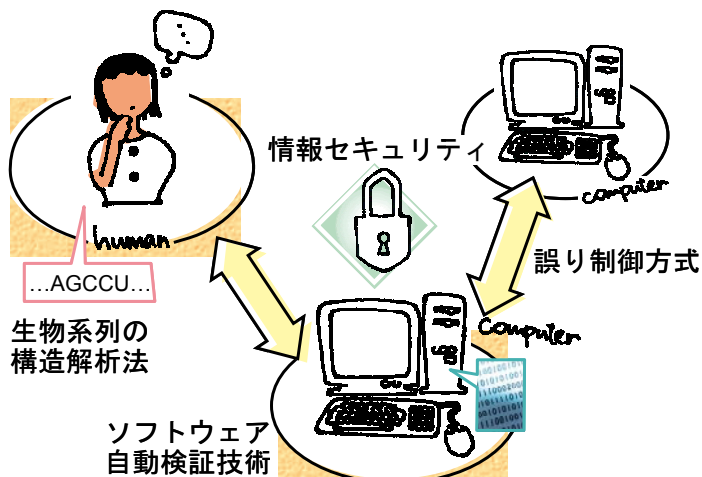 情報セキュリティ
computer
human
…AGCCU…
誤り制御方式
生物系列の
構造解析法
computer
ソフトウェア
自動検証技術